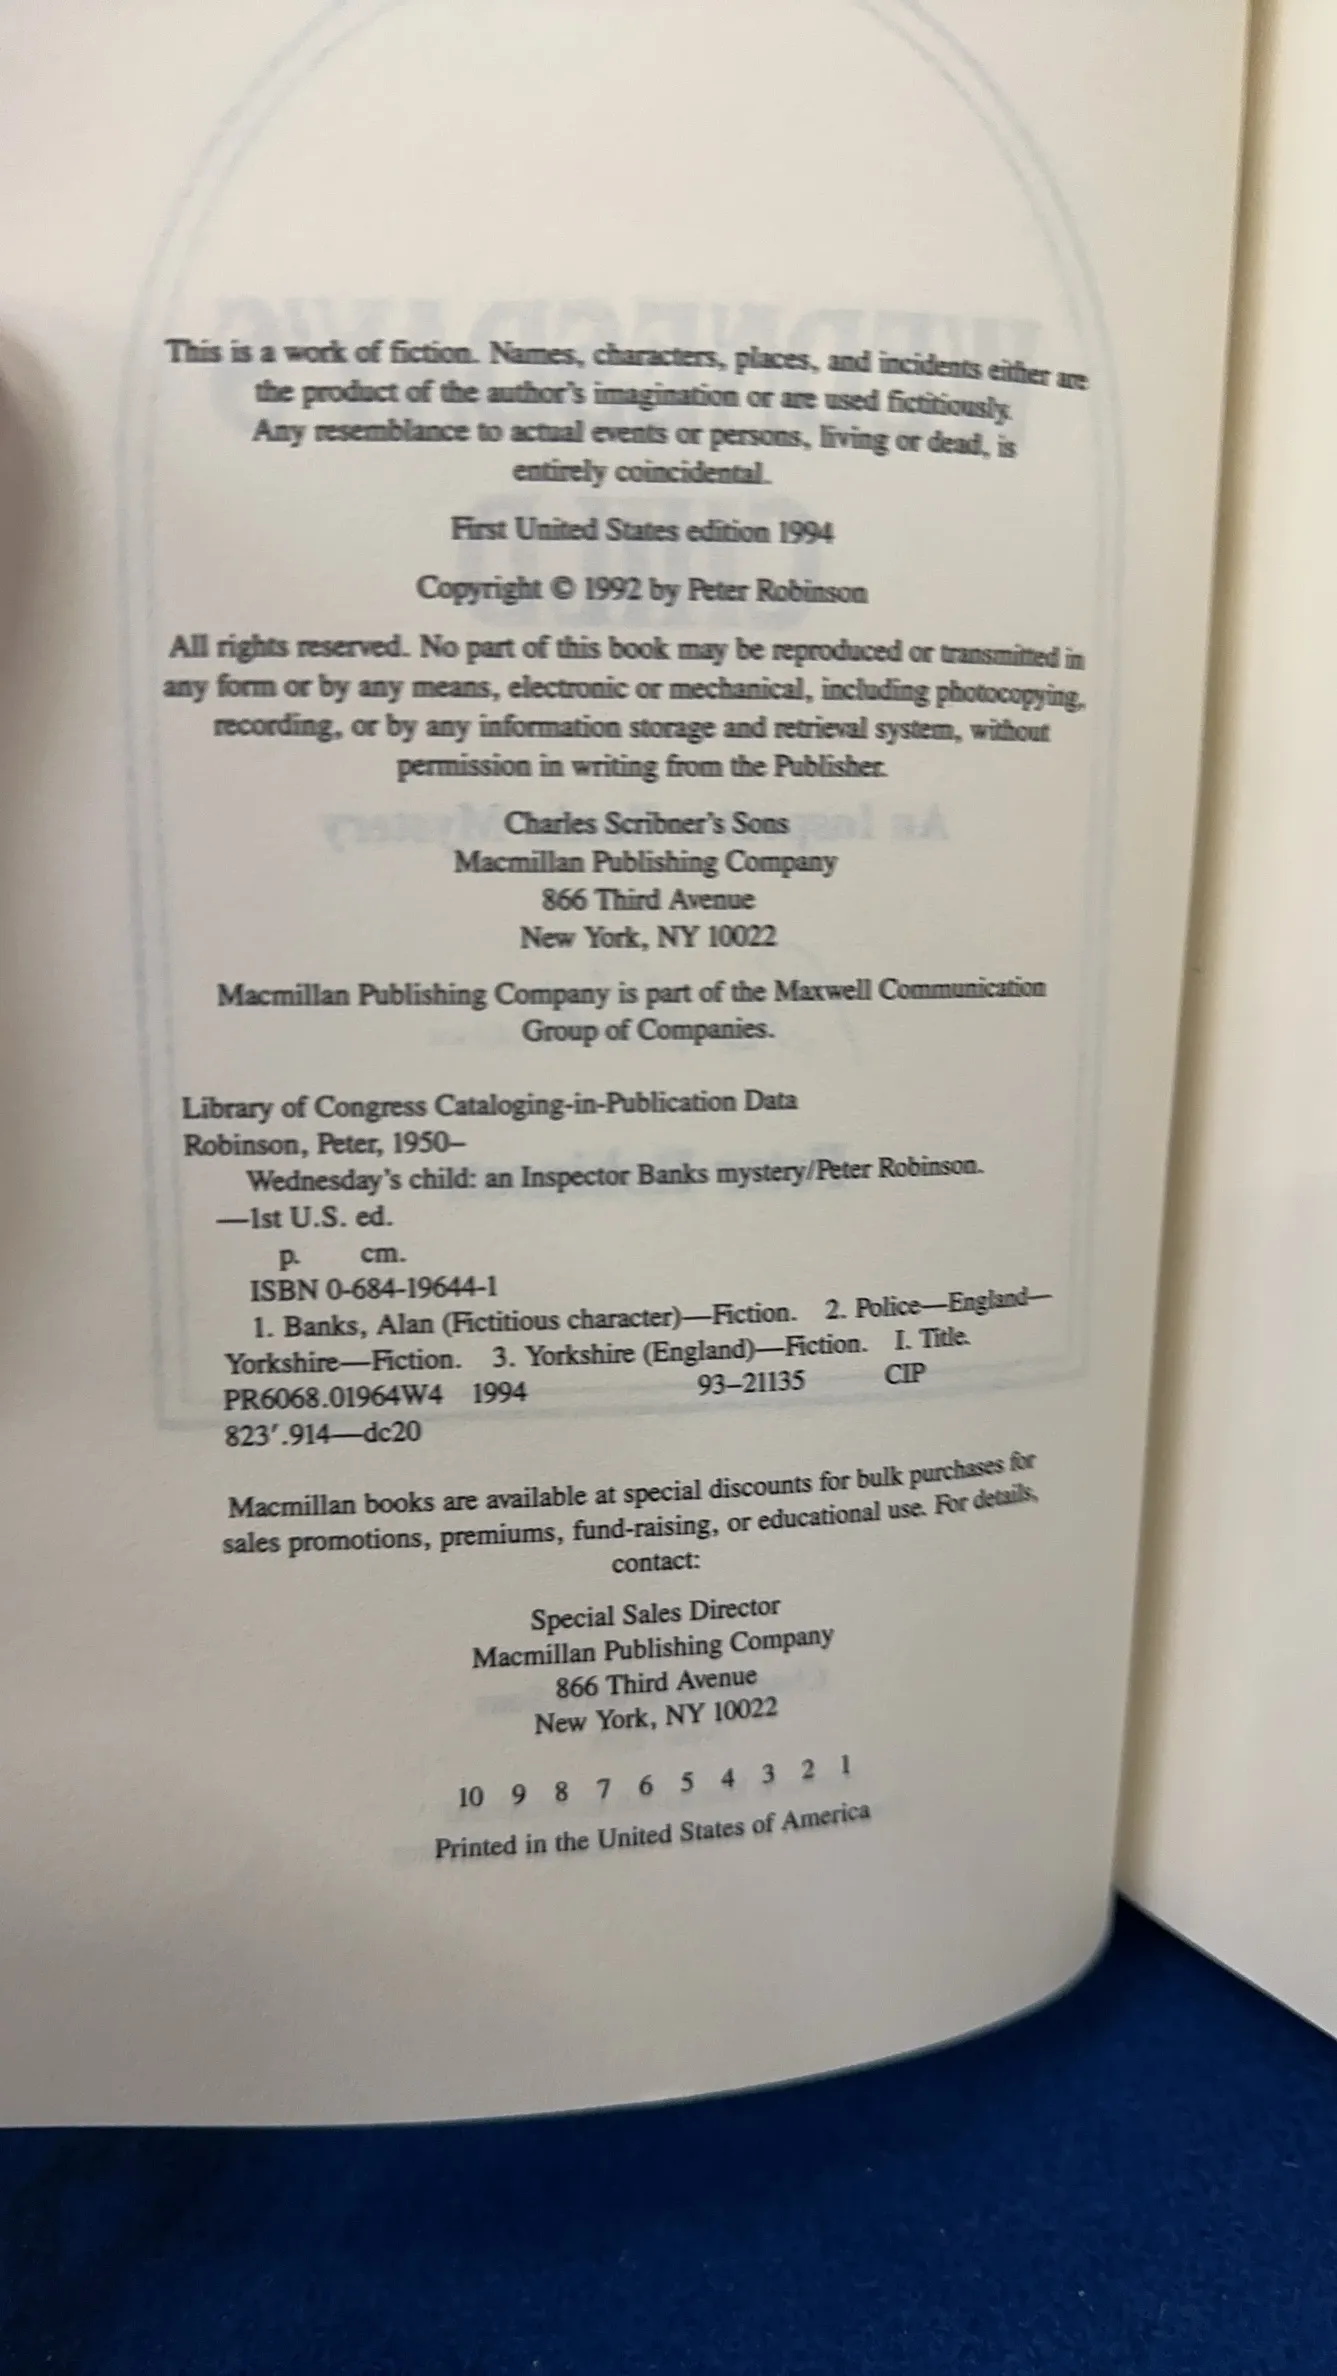 This is a work of fiction. Names, characters, places, and incidents either are
the product of the author's imagination or are used fictitiously.
Any resemblance to actual events or persons, living or dead, is
entirely coincidental.
First United States edition 1994
Copyright © 1992 by Peter Robinson
All rights reserved. No part of this book may be reproduced or transmitted in
any form or by any means, electronic or mechanical, including photocopying,
recording, or by any information storage and retrieval system, without
permission in writing from the Publisher.
Charles Scribner's Sons
Macmillan Publishing Company
866 Third Avenue
New York, NY 10022
Macmillan Publishing Company is part of the Maxwell Communication
Group of Companies.
Library of Congress Cataloging-in-Publication Data
Robinson, Peter, 1950–
Wednesday's child: an Inspector Banks mystery/Peter Robinson.
—1st U.S. ed.
p. cm.
ISBN 0-684-19644-1
1. Banks, Alan (Fictitious character)—Fiction. 2. Police—England—
Yorkshire—Fiction. 3. Yorkshire (England)—Fiction. I. Title.
PR6068.01964W4 1994 93–21135 CIP
823′.914—dc20
Macmillan books are available at special discounts for bulk purchases for
sales promotions, premiums, fund-raising, or educational use. For details,
contact:
Special Sales Director
Macmillan Publishing Company
866 Third Avenue
New York, NY 10022
10 9 8 7 6 5 4 3 2 1
Printed in the United States of America